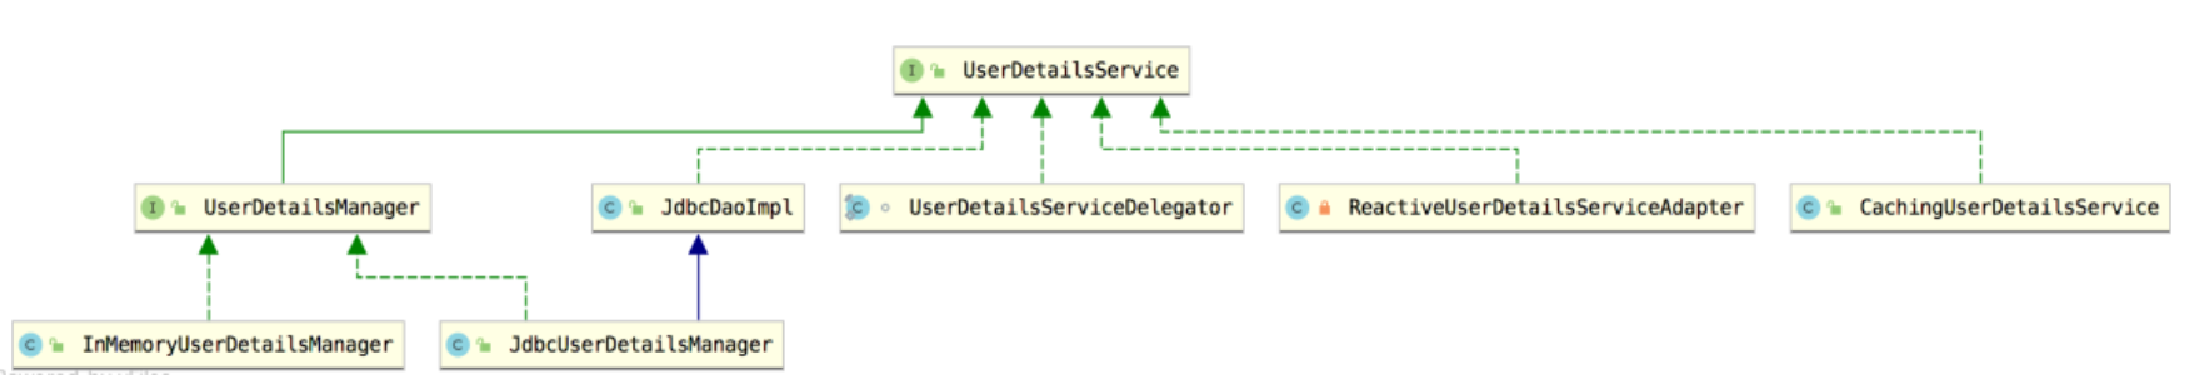 UserDetailsService
UserDetailsManager
JdbcDaoImpl
UserDetailsServiceDelegator
ReactiveUserDetailsServiceAdapter
CachingUserDetailsService
InMemoryUserDetailsManager
JdbcUserDetailsManager